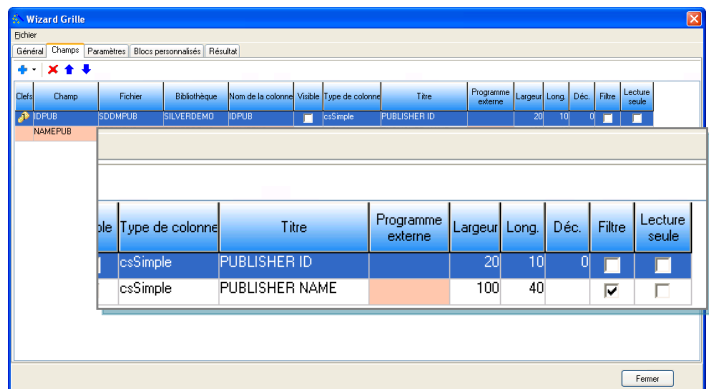 Wizard Grille
Fichier
Général Champs Paramètres Blocs personnalisés Résultat
Clefs Champ Fichier Bibliothèque Nom de la colonne Visible Type de colonne Titre Programme externe Largeur Long. Déc. Filtre Lecture seule
IDPUB SDDMPUB SILVERDEMO IDPUB csSimple PUBLISHER ID 20 10 0
NAMEPUB
ble Type de colonne Titre Programme externe Largeur Long. Déc. Filtre Lecture seule
csSimple PUBLISHER ID 20 10 0
csSimple PUBLISHER NAME 100 40
Fermer